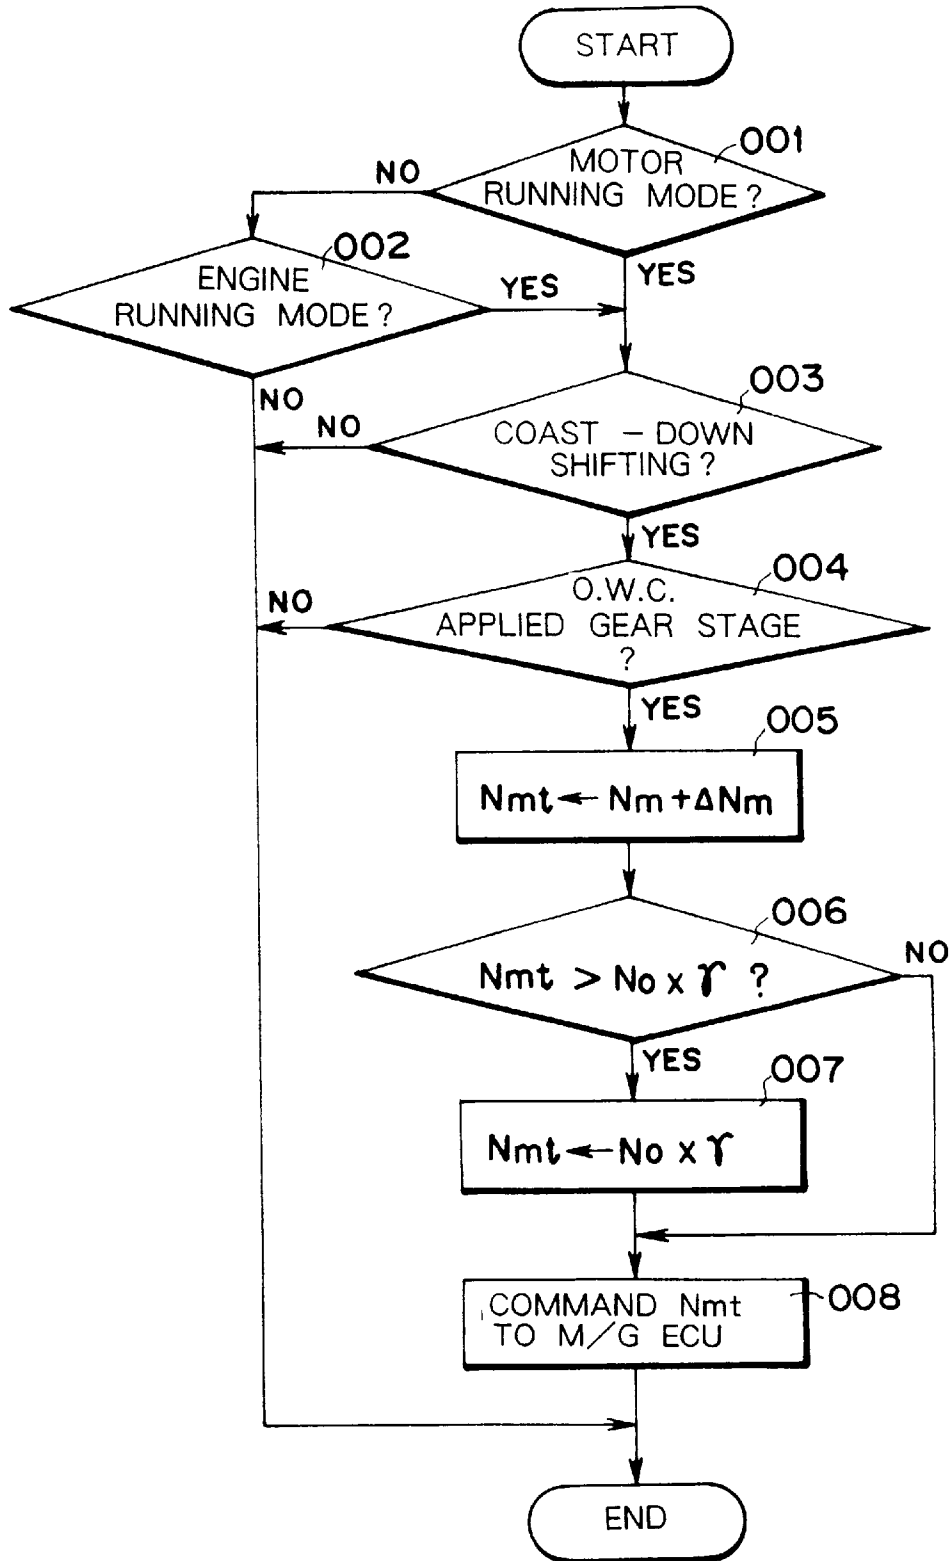 START
001
MOTOR
RUNNING MODE?
NO
YES
002
ENGINE
RUNNING MODE?
YES
NO
003
COAST – DOWN
SHIFTING?
NO
YES
004
O.W.C.
APPLIED GEAR STAGE
?
NO
YES
005
Nmt ← Nm + ΔNm
006
Nmt > No x γ ?
NO
YES
007
Nmt ← No x γ
008
COMMAND Nmt
TO M/G ECU
END